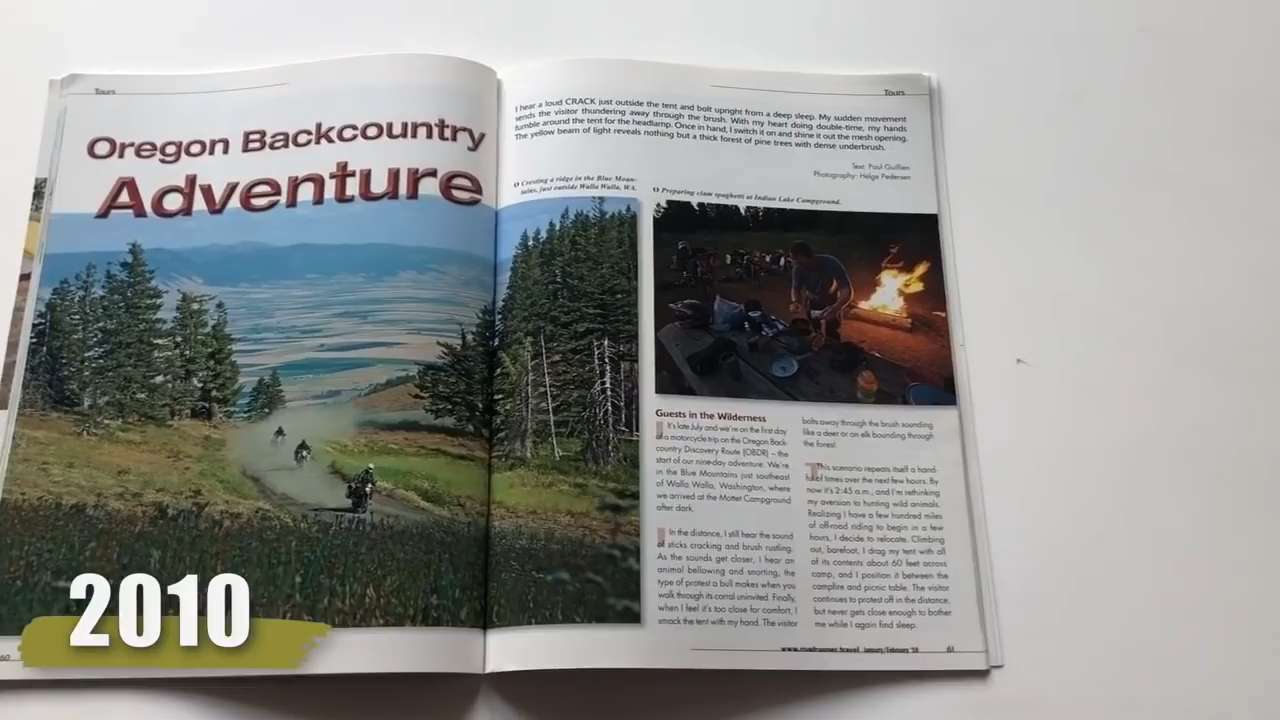 Tours
Oregon Backcountry
Adventure
Tours
I hear a loud CRACK just outside the tent and bolt upright from a deep sleep. My sudden movement
sends the visitor thundering away through the brush. With my heart doing double-time, my hands
fumble around the tent for the headlamp. Once in hand, I switch it on and shine it out the mesh opening.
The yellow beam of light reveals nothing but a thick forest of pine trees with dense underbrush.
Text: Paul Guillien
Photography: Helge Pedersen
Cresting a ridge in the Blue Moun-
tains, just outside Walla Walla, WA.
Preparing clam spaghetti at Indian Lake Campground.
Guests in the Wilderness
It's late July and we're on the first day
of a motorcycle trip on the Oregon Back-
country Discovery Route (OBDR) – the
start of our nine-day adventure. We're
in the Blue Mountains just southeast
of Walla Walla, Washington, where
we arrived at the Mottet Campground
after dark.
In the distance, I still hear the sound
of sticks cracking and brush rustling.
As the sounds get closer, I hear an
animal bellowing and snorting, the
type of protest a bull makes when you
walk through its corral uninvited. Finally,
when I feel it's too close for comfort, I
smack the tent with my hand. The visitor
bolts away through the brush sounding
like a deer or an elk bounding through
the forest.
This scenario repeats itself a hand-
ful of times over the next few hours. By
now it's 2:45 a.m., and I'm rethinking
my aversion to hunting wild animals.
Realizing I have a few hundred miles
of off-road riding to begin in a few
hours, I decide to relocate. Climbing
out, barefoot, I drag my tent with all
of its contents about 60 feet across
camp, and I position it between the
campfire and picnic table. The visitor
continues to protest off in the distance,
but never gets close enough to bother
me while I again find sleep.
60
www.roadrunner.travel January/February '10 61
2010